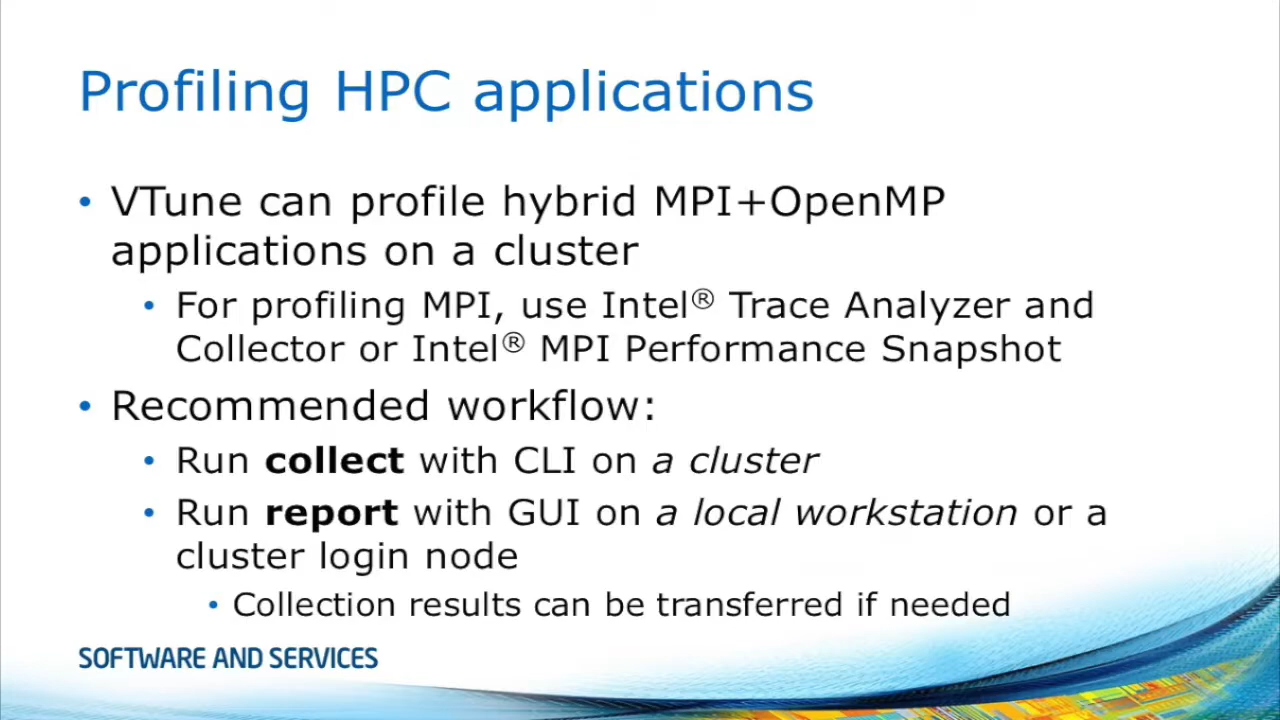 Profiling HPC applications
• VTune can profile hybrid MPI+OpenMP
applications on a cluster
• For profiling MPI, use Intel® Trace Analyzer and
Collector or Intel® MPI Performance Snapshot
• Recommended workflow:
• Run collect with CLI on a cluster
• Run report with GUI on a local workstation or a
cluster login node
• Collection results can be transferred if needed
SOFTWARE AND SERVICES